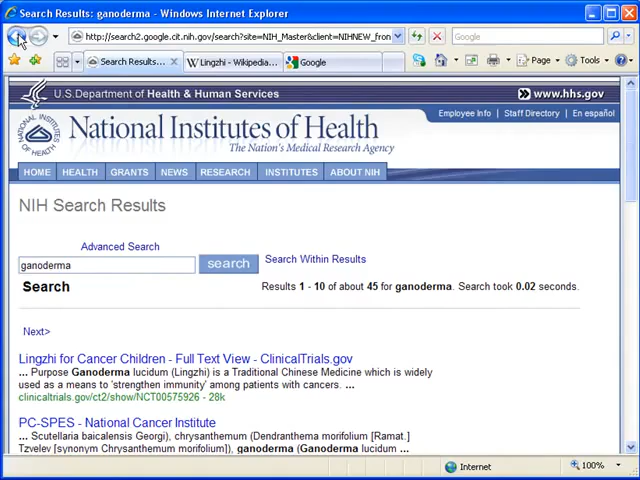 Search Results: ganoderma - Windows Internet Explorer
http://search2.google.cit.nih.gov/search?site=NIH_Master&client=NIHNEW_fron
Google
Search Results...
W Lingzhi - Wikipedia...
Google
Page
Tools
U.S. Department of Health & Human Services
www.hhs.gov
National Institutes of Health
The Nation's Medical Research Agency
Employee Info | Staff Directory | En español
HOME
HEALTH
GRANTS
NEWS
RESEARCH
INSTITUTES
ABOUT NIH
NIH Search Results
Advanced Search
ganoderma
search
Search Within Results
Search
Results 1 - 10 of about 45 for ganoderma. Search took 0.02 seconds.
Next>
Lingzhi for Cancer Children - Full Text View - ClinicalTrials.gov
... Purpose Ganoderma lucidum (Lingzhi) is a Traditional Chinese Medicine which is widely
used as a means to 'strengthen immunity' among patients with cancers. ...
clinicaltrials.gov/ct2/show/NCT00575926 - 28k
PC-SPES - National Cancer Institute
... Scutellaria baicalensis Georgi), chrysanthemum (Dendranthema morifolium [Ramat.]
Tzvelev [synonym Chrysanthemum morifolium]), ganoderma (Ganoderma lucidum ...
Internet
100%